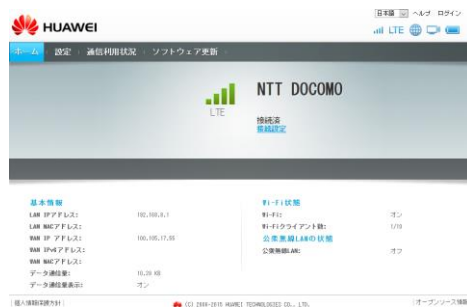 日本語 ヘルプ ログイン
HUAWEI
LTE
ホーム 設定 通信利用状況 ソフトウェア更新
LTE
NTT DOCOMO
接続済
接続設定
基本情報
LAN IPアドレス: 192.168.8.1
LAN MACアドレス:
WAN IP アドレス: 100.105.17.55
WAN IPv6アドレス:
WAN MACアドレス:
データ通信量:
データ通信量表示: オン
Wi-Fi状態
Wi-Fi: オン
Wi-Fiクライアント数: 1/10
公衆無線LANの状態
公衆無線LAN: オフ
個人情報保護方針
(C) 2006-2015 HUAWEI TECHNOLOGIES CO., LTD.
オープンソース情報